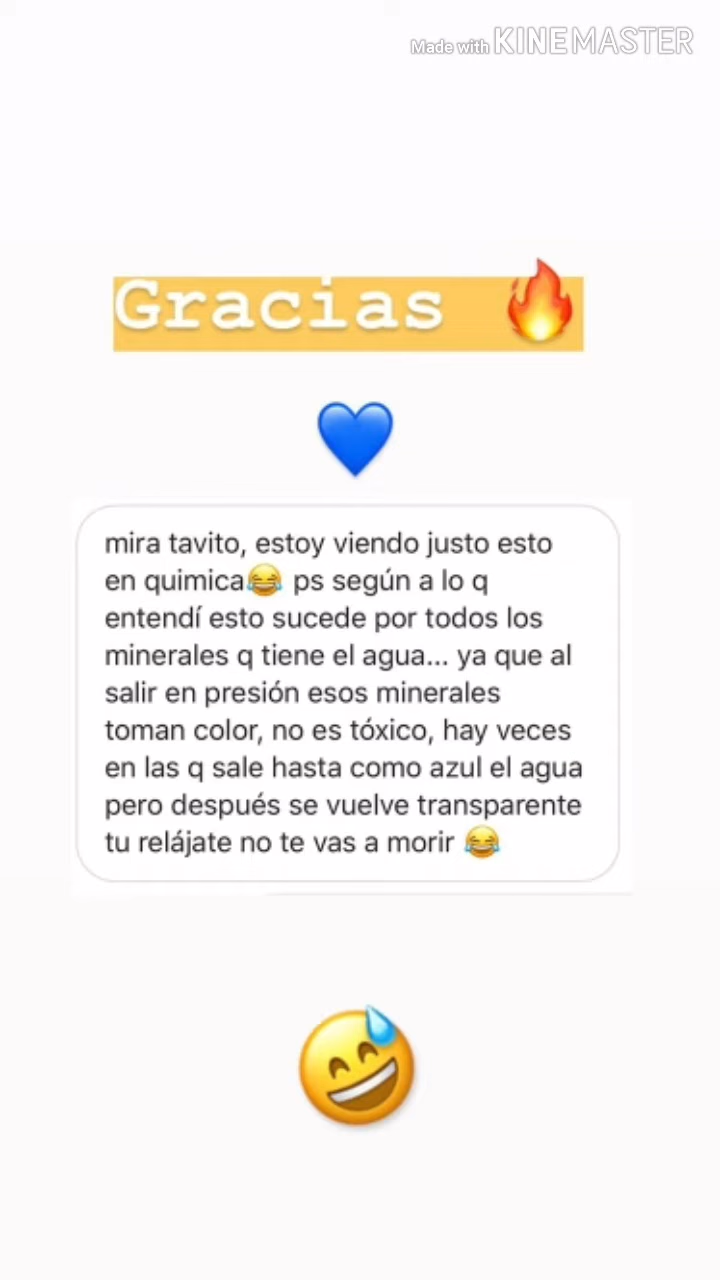 Made with KINEMASTER
Gracias 🔥
💙
mira tavito, estoy viendo justo esto
en quimica😂 ps según a lo q
entendí esto sucede por todos los
minerales q tiene el agua... ya que al
salir en presión esos minerales
toman color, no es tóxico, hay veces
en las q sale hasta como azul el agua
pero después se vuelve transparente
tu relájate no te vas a morir 😂
😅